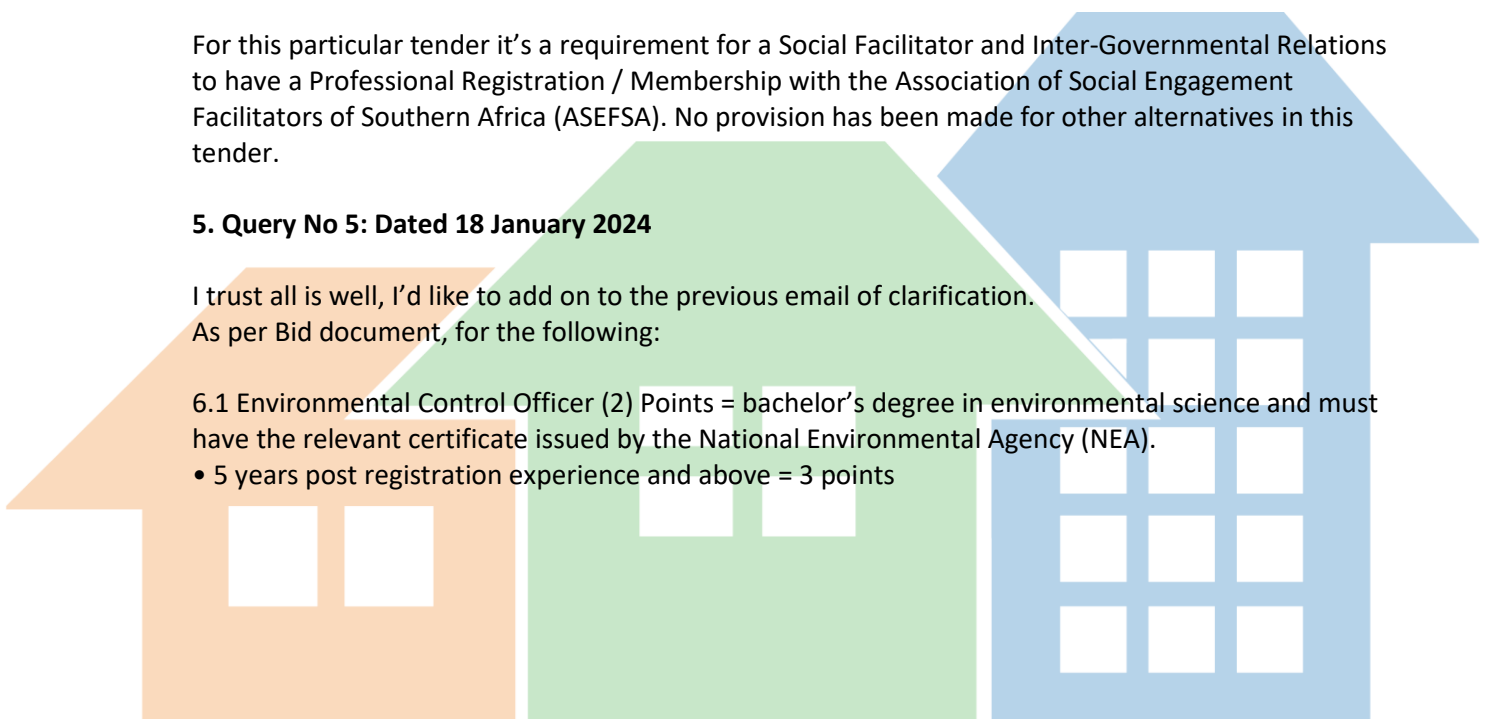 For this particular tender it’s a requirement for a Social Facilitator and Inter-Governmental Relations
to have a Professional Registration / Membership with the Association of Social Engagement
Facilitators of Southern Africa (ASEFSA). No provision has been made for other alternatives in this
tender.
5. Query No 5: Dated 18 January 2024
I trust all is well, I’d like to add on to the previous email of clarification.
As per Bid document, for the following:
6.1 Environmental Control Officer (2) Points = bachelor’s degree in environmental science and must
have the relevant certificate issued by the National Environmental Agency (NEA).
• 5 years post registration experience and above = 3 points